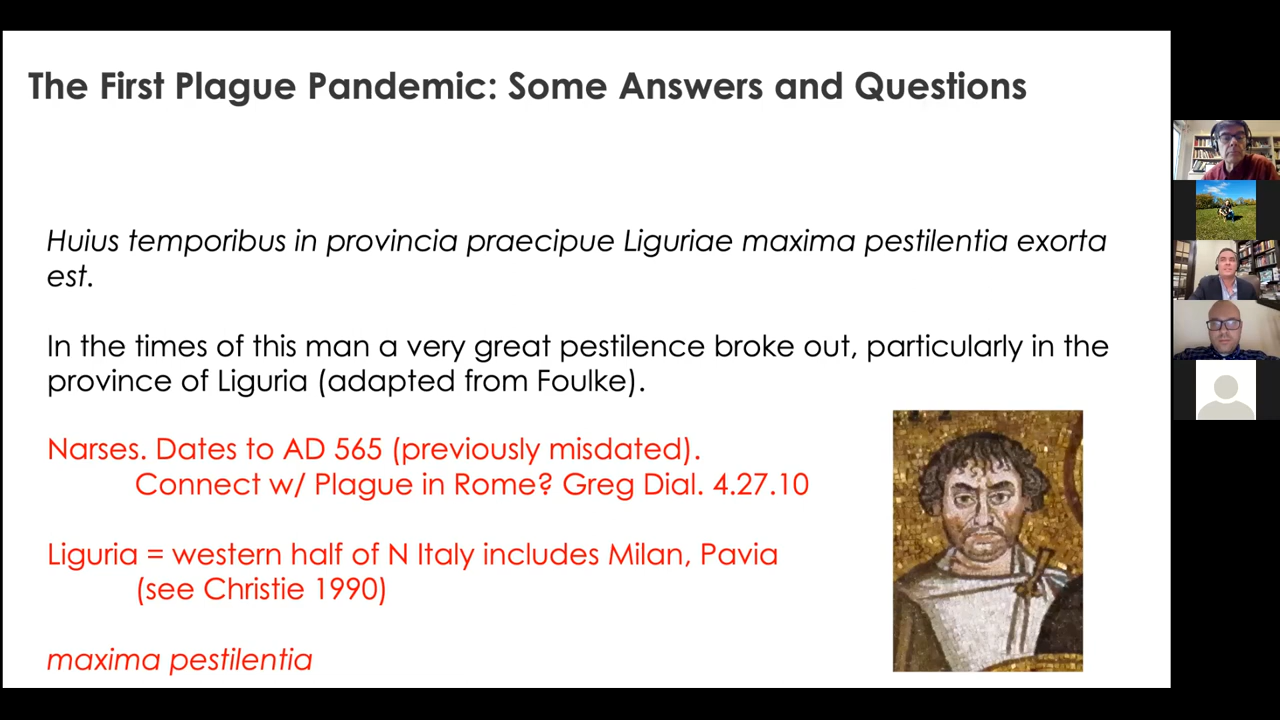 The First Plague Pandemic: Some Answers and Questions
Huius temporibus in provincia praecipue Liguriae maxima pestilentia exorta
est.
In the times of this man a very great pestilence broke out, particularly in the
province of Liguria (adapted from Foulke).
Narses. Dates to AD 565 (previously misdated).
Connect w/ Plague in Rome? Greg Dial. 4.27.10
Liguria = western half of N Italy includes Milan, Pavia
(see Christie 1990)
maxima pestilentia